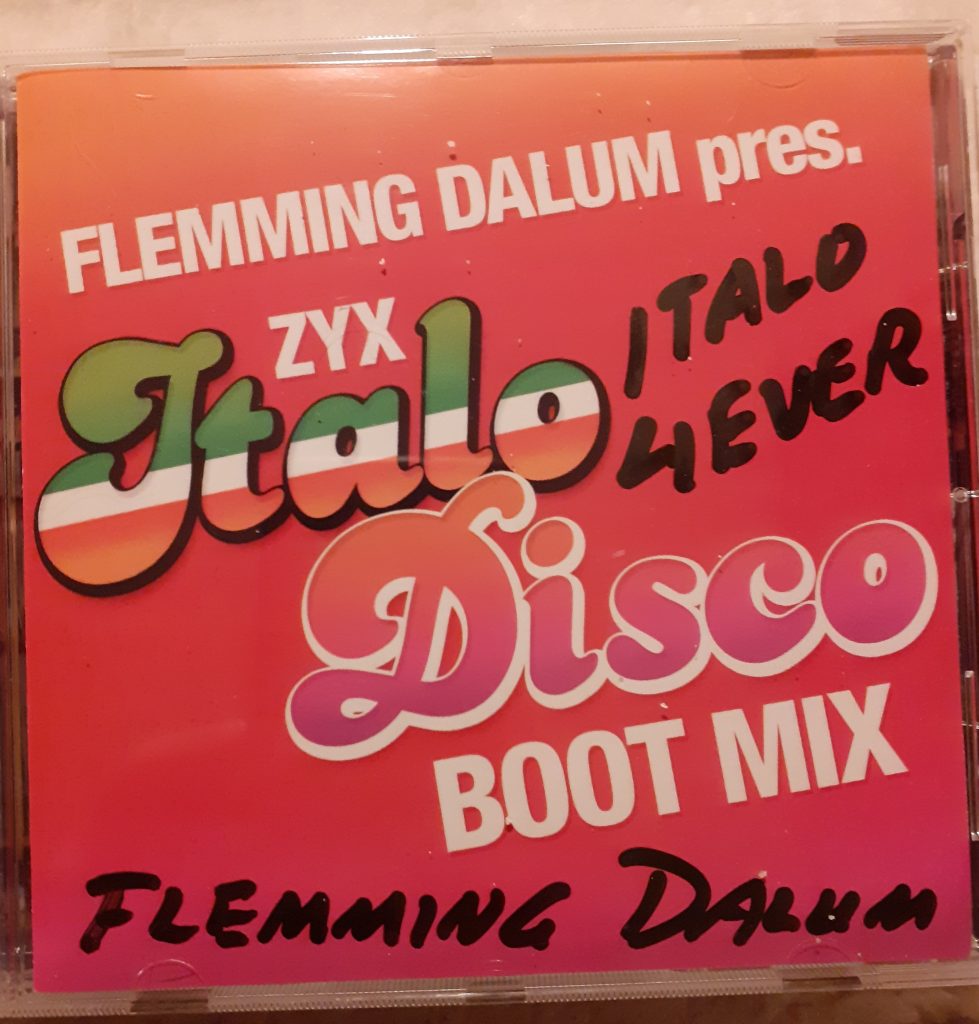 FLEMMING DALUM pres.
ZYX
Italo
ITALO
4EVER
Disco
BOOT MIX
FLEMMING DALUM